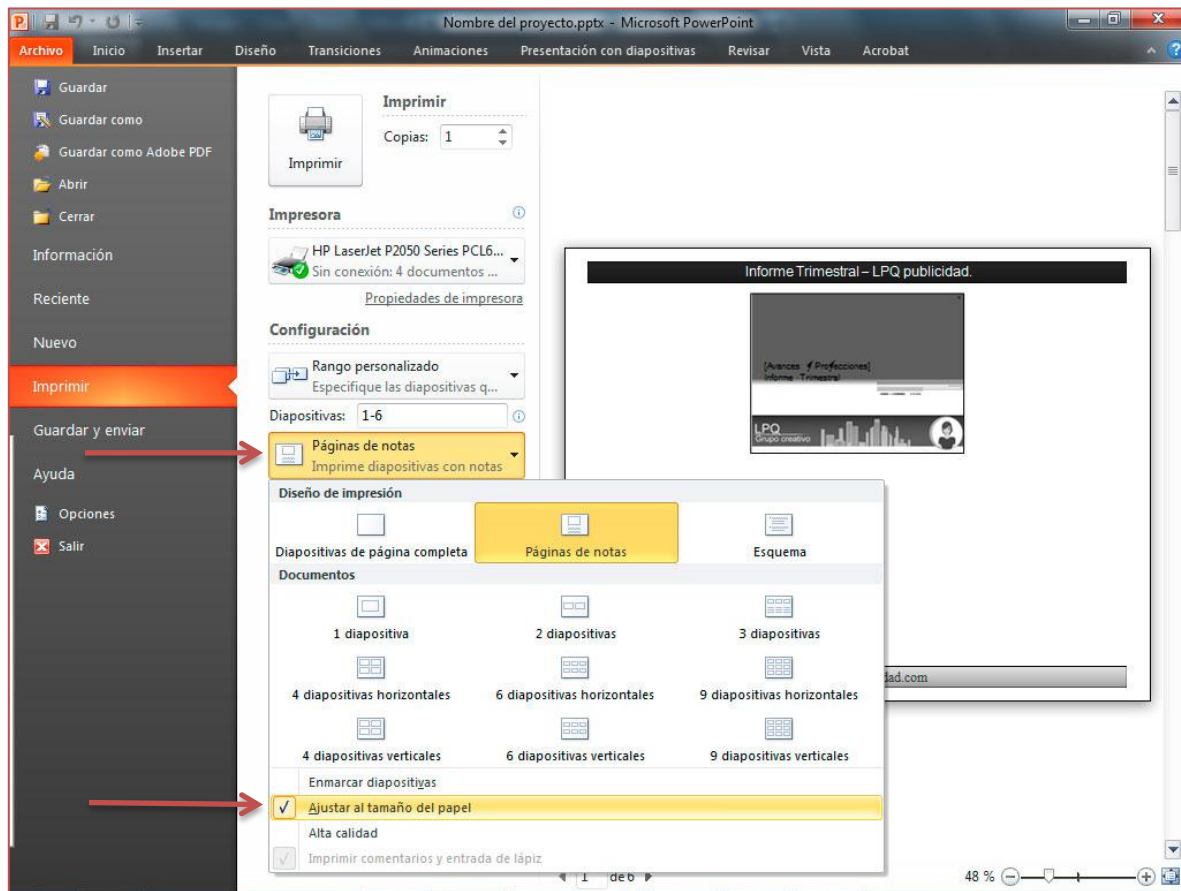 Nombre del proyecto.pptx - Microsoft PowerPoint
Archivo Inicio Insertar Diseño Transiciones Animaciones Presentación con diapositivas Revisar Vista Acrobat
Guardar
Guardar como
Guardar como Adobe PDF
Abrir
Cerrar
Información
Reciente
Nuevo
Imprimir
Guardar y enviar
Ayuda
Opciones
Salir
Imprimir
Imprimir
Copias: 1
Impresora
HP LaserJet P2050 Series PCL6...
Sin conexión: 4 documentos ...
Propiedades de impresora
Configuración
Rango personalizado
Especifique las diapositivas q...
Diapositivas: 1-6
Páginas de notas
Imprime diapositivas con notas
Diseño de impresión
Diapositivas de página completa Páginas de notas Esquema
Documentos
1 diapositiva 2 diapositivas 3 diapositivas
4 diapositivas horizontales 6 diapositivas horizontales 9 diapositivas horizontales
4 diapositivas verticales 6 diapositivas verticales 9 diapositivas verticales
Enmarcar diapositivas
Ajustar al tamaño del papel
Alta calidad
Imprimir comentarios y entrada de lápiz
Informe Trimestral – LPQ publicidad.
[Avances y Proyecciones]
Informe Trimestral
LPQ
Grupo creativo
dad.com
1 de 6
48 %